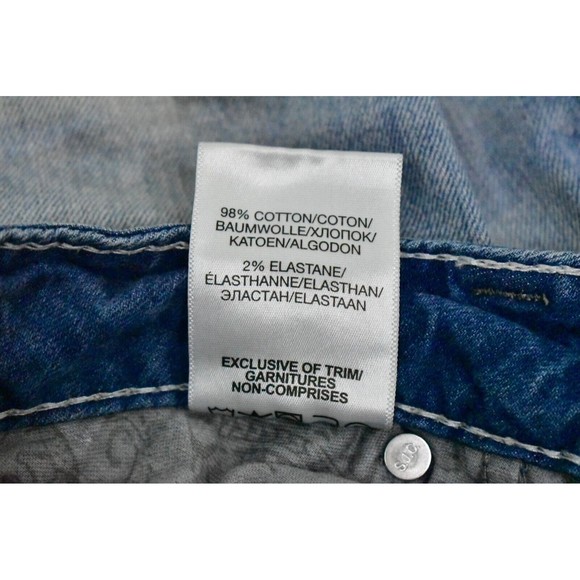 98% COTTON/COTON/
BAUMWOLLE/ХЛОПОК/
KATOEN/ALGODON
2% ELASTANE/
ÉLASTHANNE/ELASTHAN/
ЭЛАСТАН/ELASTAAN
EXCLUSIVE OF TRIM/
GARNITURES
NON-COMPRISES